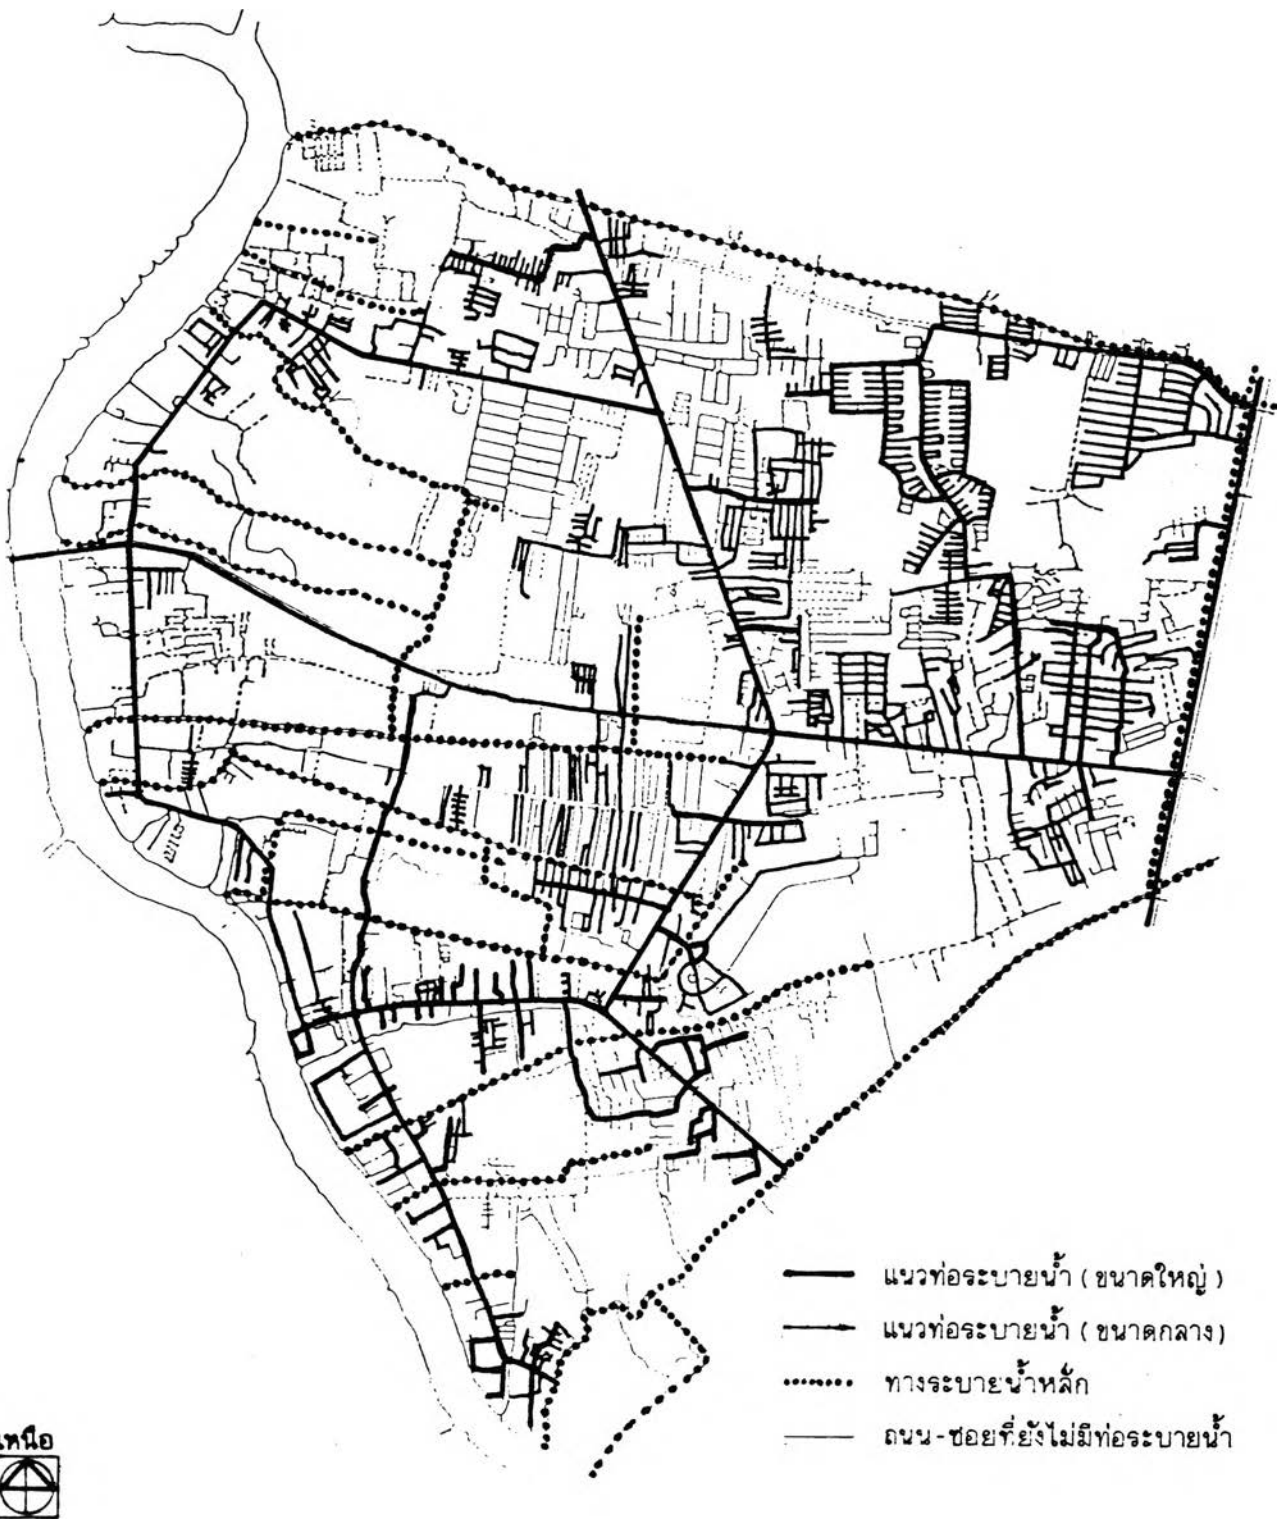 แนวท่อระบายน้ำ ( ขนาดใหญ่ )
แนวท่อระบายน้ำ ( ขนาดกลาง)
ทางระบายน้ำหลัก
ถนน-ซอยที่ยังไม่มีท่อระบายน้ำ
เหนือ